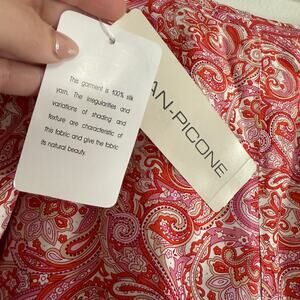 This garment is 100% silk
yarn. The irregularities and
variations of shading and
texture are characteristic of
this fabric and give the fabric
its natural beauty.
AN-PICONE